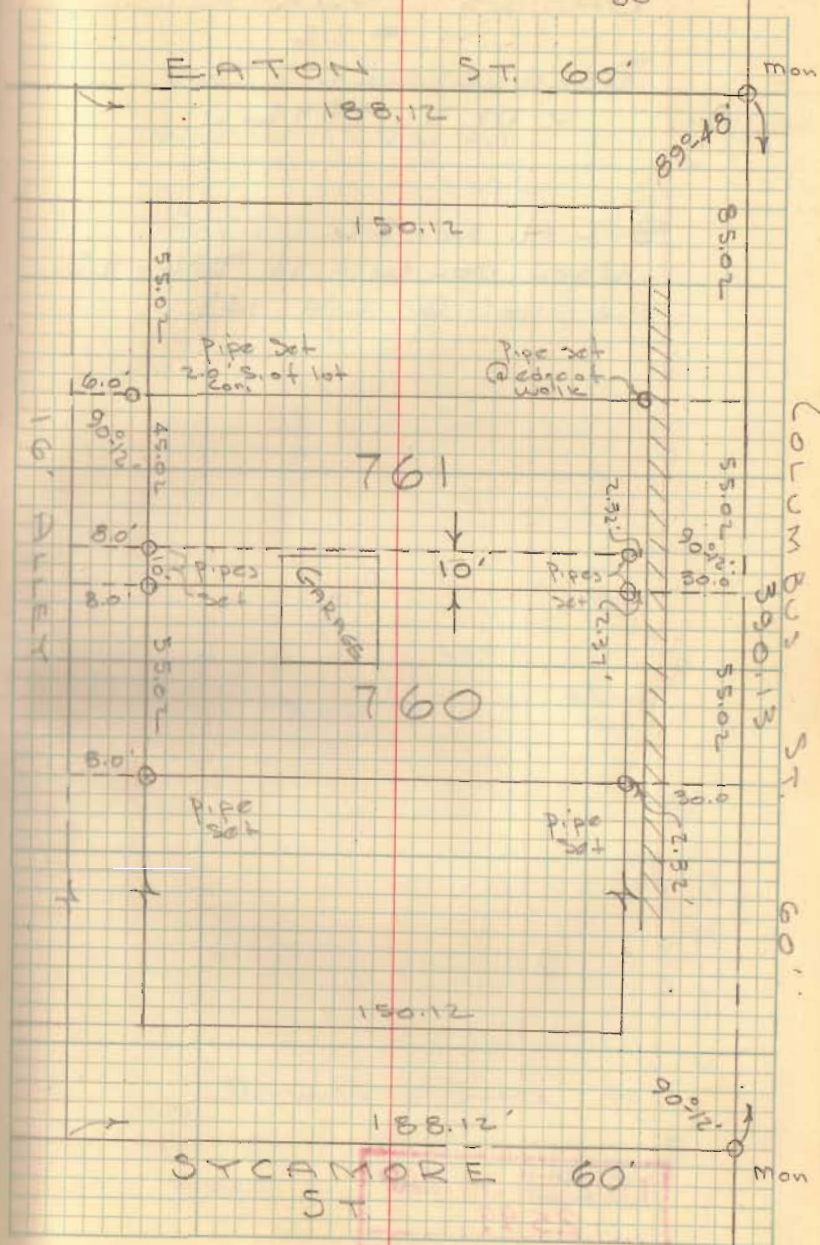 EATON ST. 60'
Mon
188.12
89°-48'
150.12
55.02
85.02
pipe set
2.0' S. of lot
cor.
pipe set
@ edge of
walk
6.0'
90°-12'
45.02
761
2.32'
55.02
COLUMBUS ST. 60'
16' ALLEY
8.0'
10'
pipes
set
GARAGE
10'
pipes
set
90°-12'
30.0'
8.0'
2.37'
390.13
55.02
760
55.02
8.0'
pipe
set
pipe
set
30.0
2.32'
150.12
90°-12'
188.12'
SYCAMORE 60'
ST.
Mon